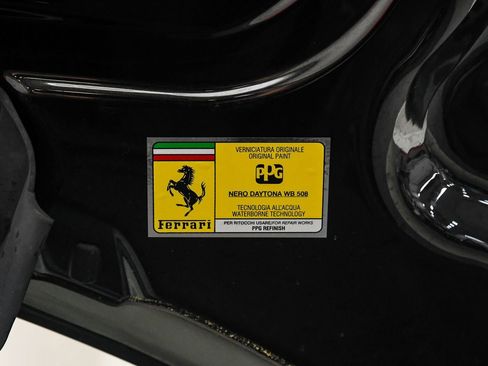 VERNICIATURA ORIGINALE
ORIGINAL PAINT
PPG
NERO DAYTONA WB 508
TECNOLOGIA ALL'ACQUA
WATERBORNE TECHNOLOGY
Ferrari
PER RITOCCHI USARE/FOR REPAIR WORKS
PPG REFINISH